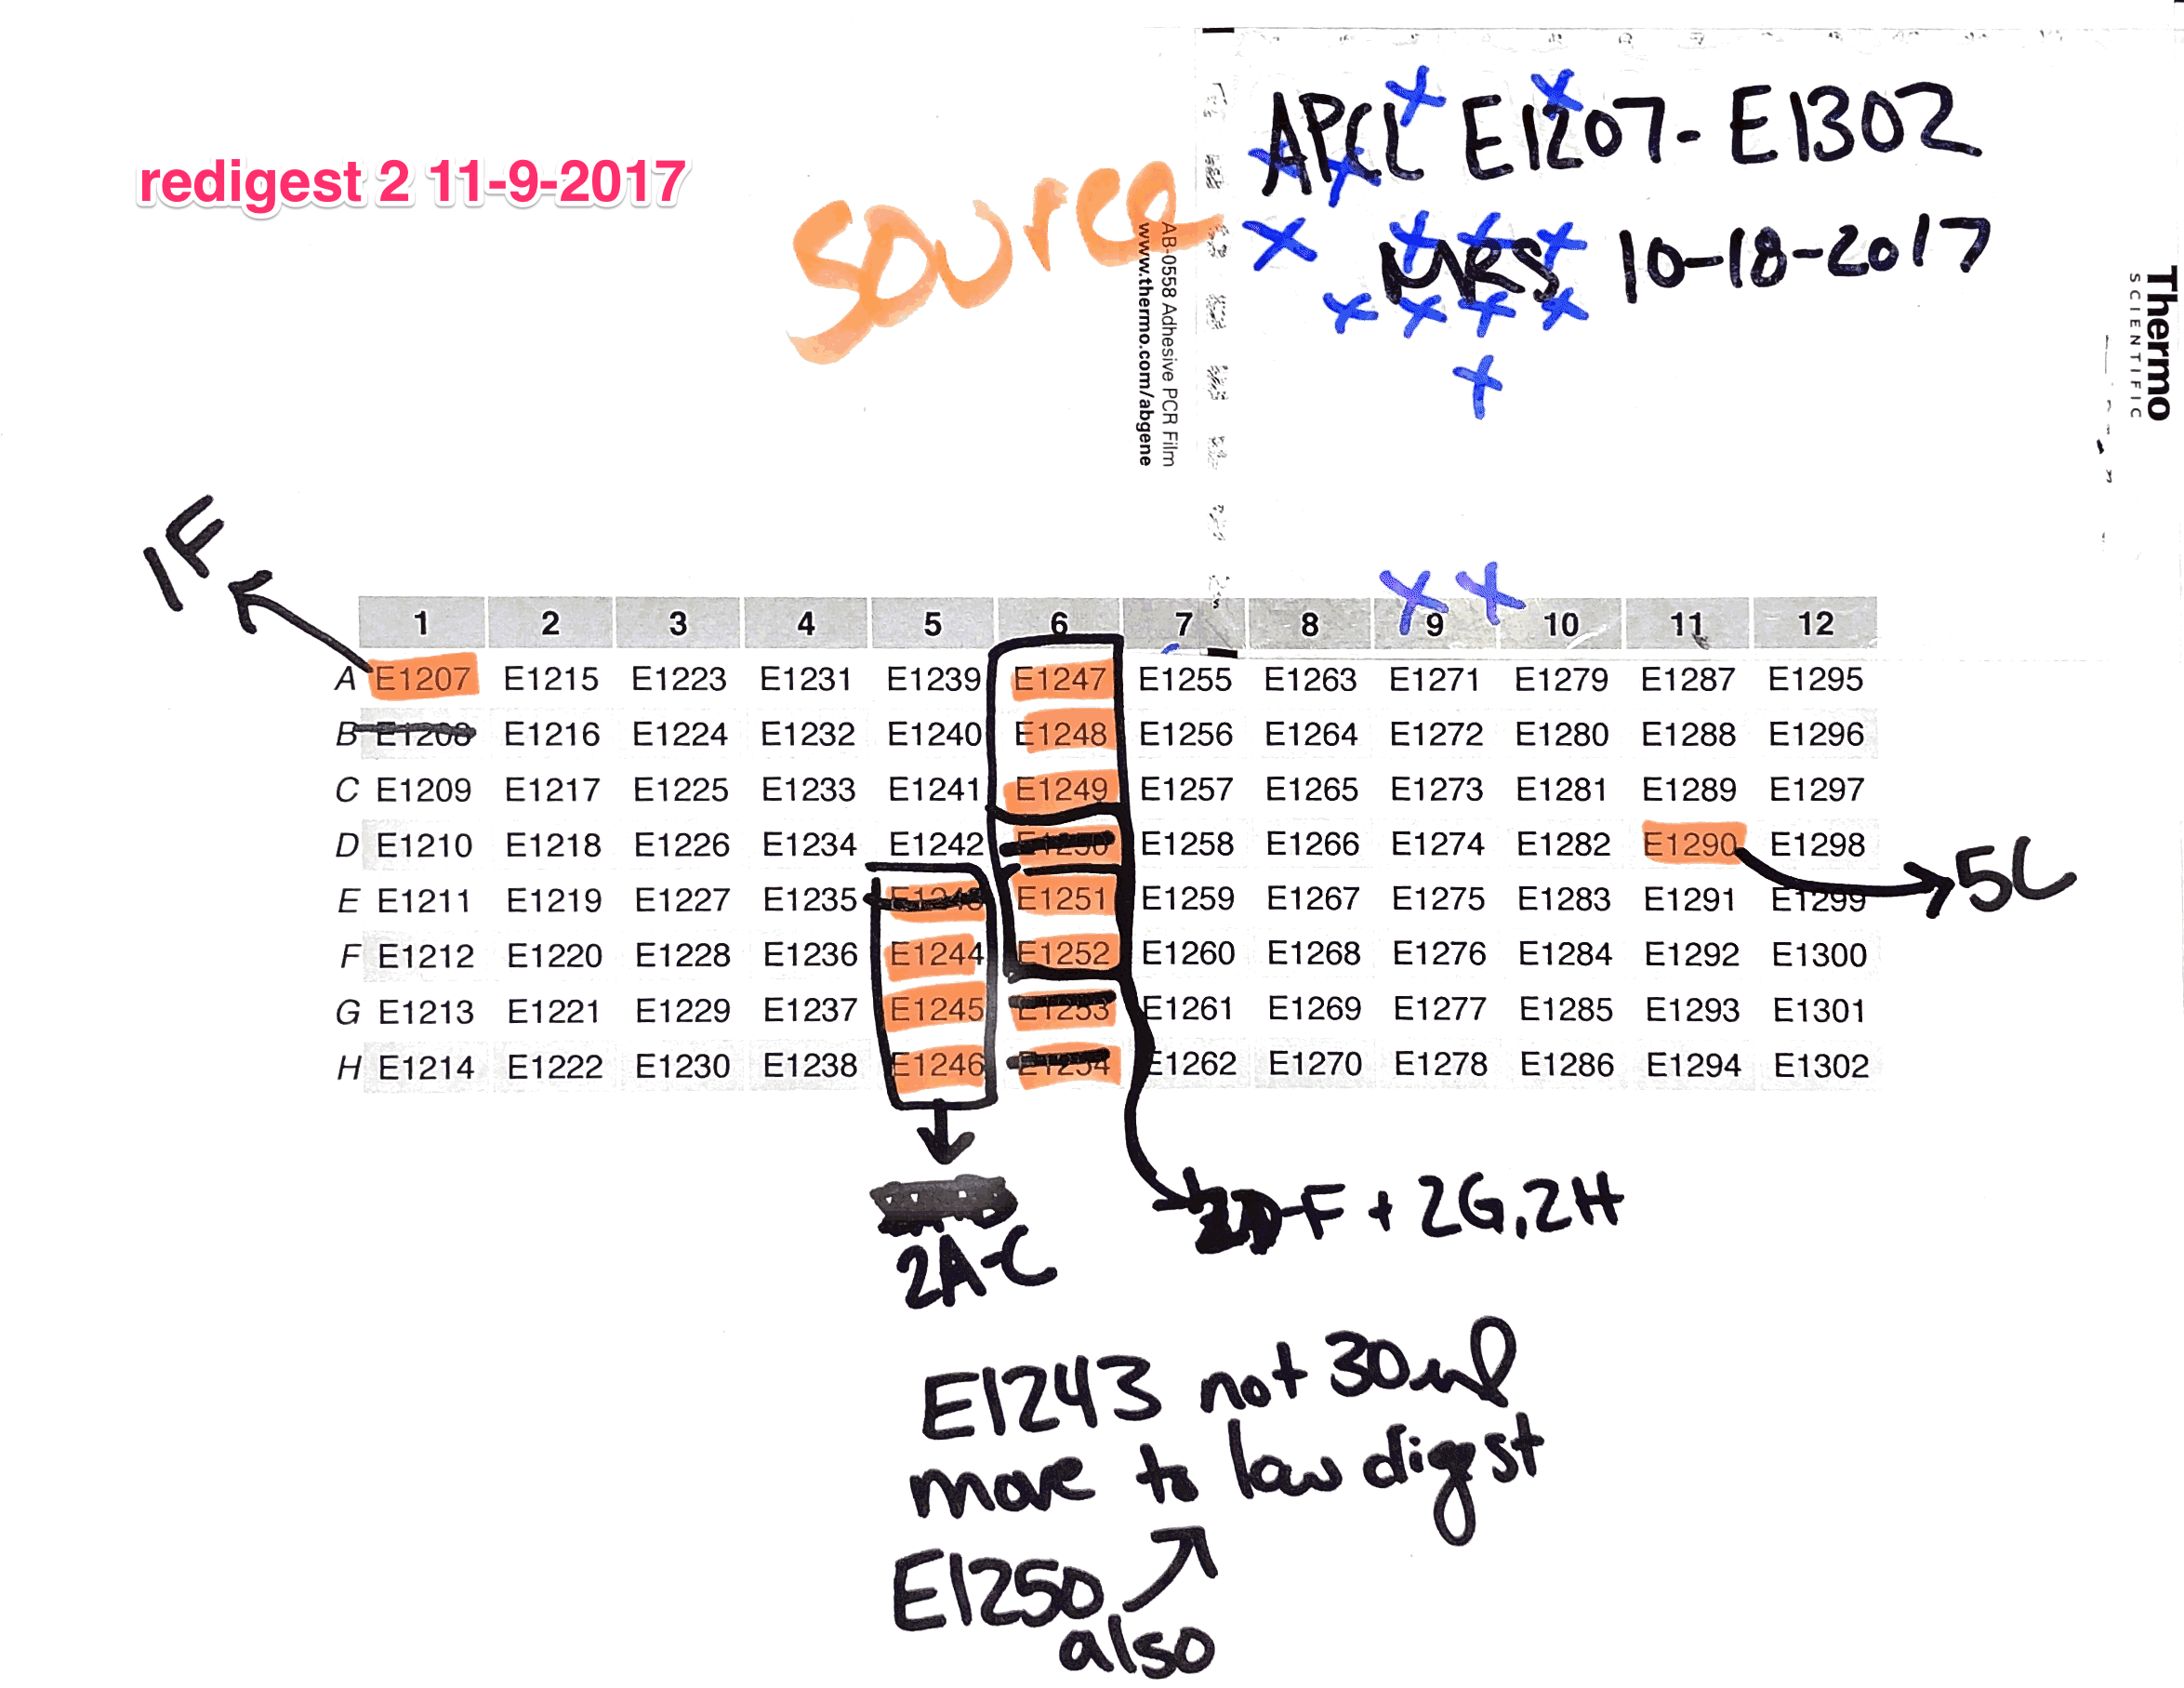 redigest 2 11-9-2017
source
APCL E1207-E1302
MRS 10-18-2017
AB-0558 Adhesive PCR Film
www.thermo.com/abgene
Thermo
SCIENTIFIC
1F
1 2 3 4 5 6 7 8 9 10 11 12
A E1207 E1215 E1223 E1231 E1239 E1247 E1255 E1263 E1271 E1279 E1287 E1295
B E1208 E1216 E1224 E1232 E1240 E1248 E1256 E1264 E1272 E1280 E1288 E1296
C E1209 E1217 E1225 E1233 E1241 E1249 E1257 E1265 E1273 E1281 E1289 E1297
D E1210 E1218 E1226 E1234 E1242 E1250 E1258 E1266 E1274 E1282 E1290 E1298
E E1211 E1219 E1227 E1235 E1243 E1251 E1259 E1267 E1275 E1283 E1291 E1299
F E1212 E1220 E1228 E1236 E1244 E1252 E1260 E1268 E1276 E1284 E1292 E1300
G E1213 E1221 E1229 E1237 E1245 E1253 E1261 E1269 E1277 E1285 E1293 E1301
H E1214 E1222 E1230 E1238 E1246 E1254 E1262 E1270 E1278 E1286 E1294 E1302
5C
2A-C
2D-F + 2G, 2H
E1243 not 30ul
move to low digest
E1250
also